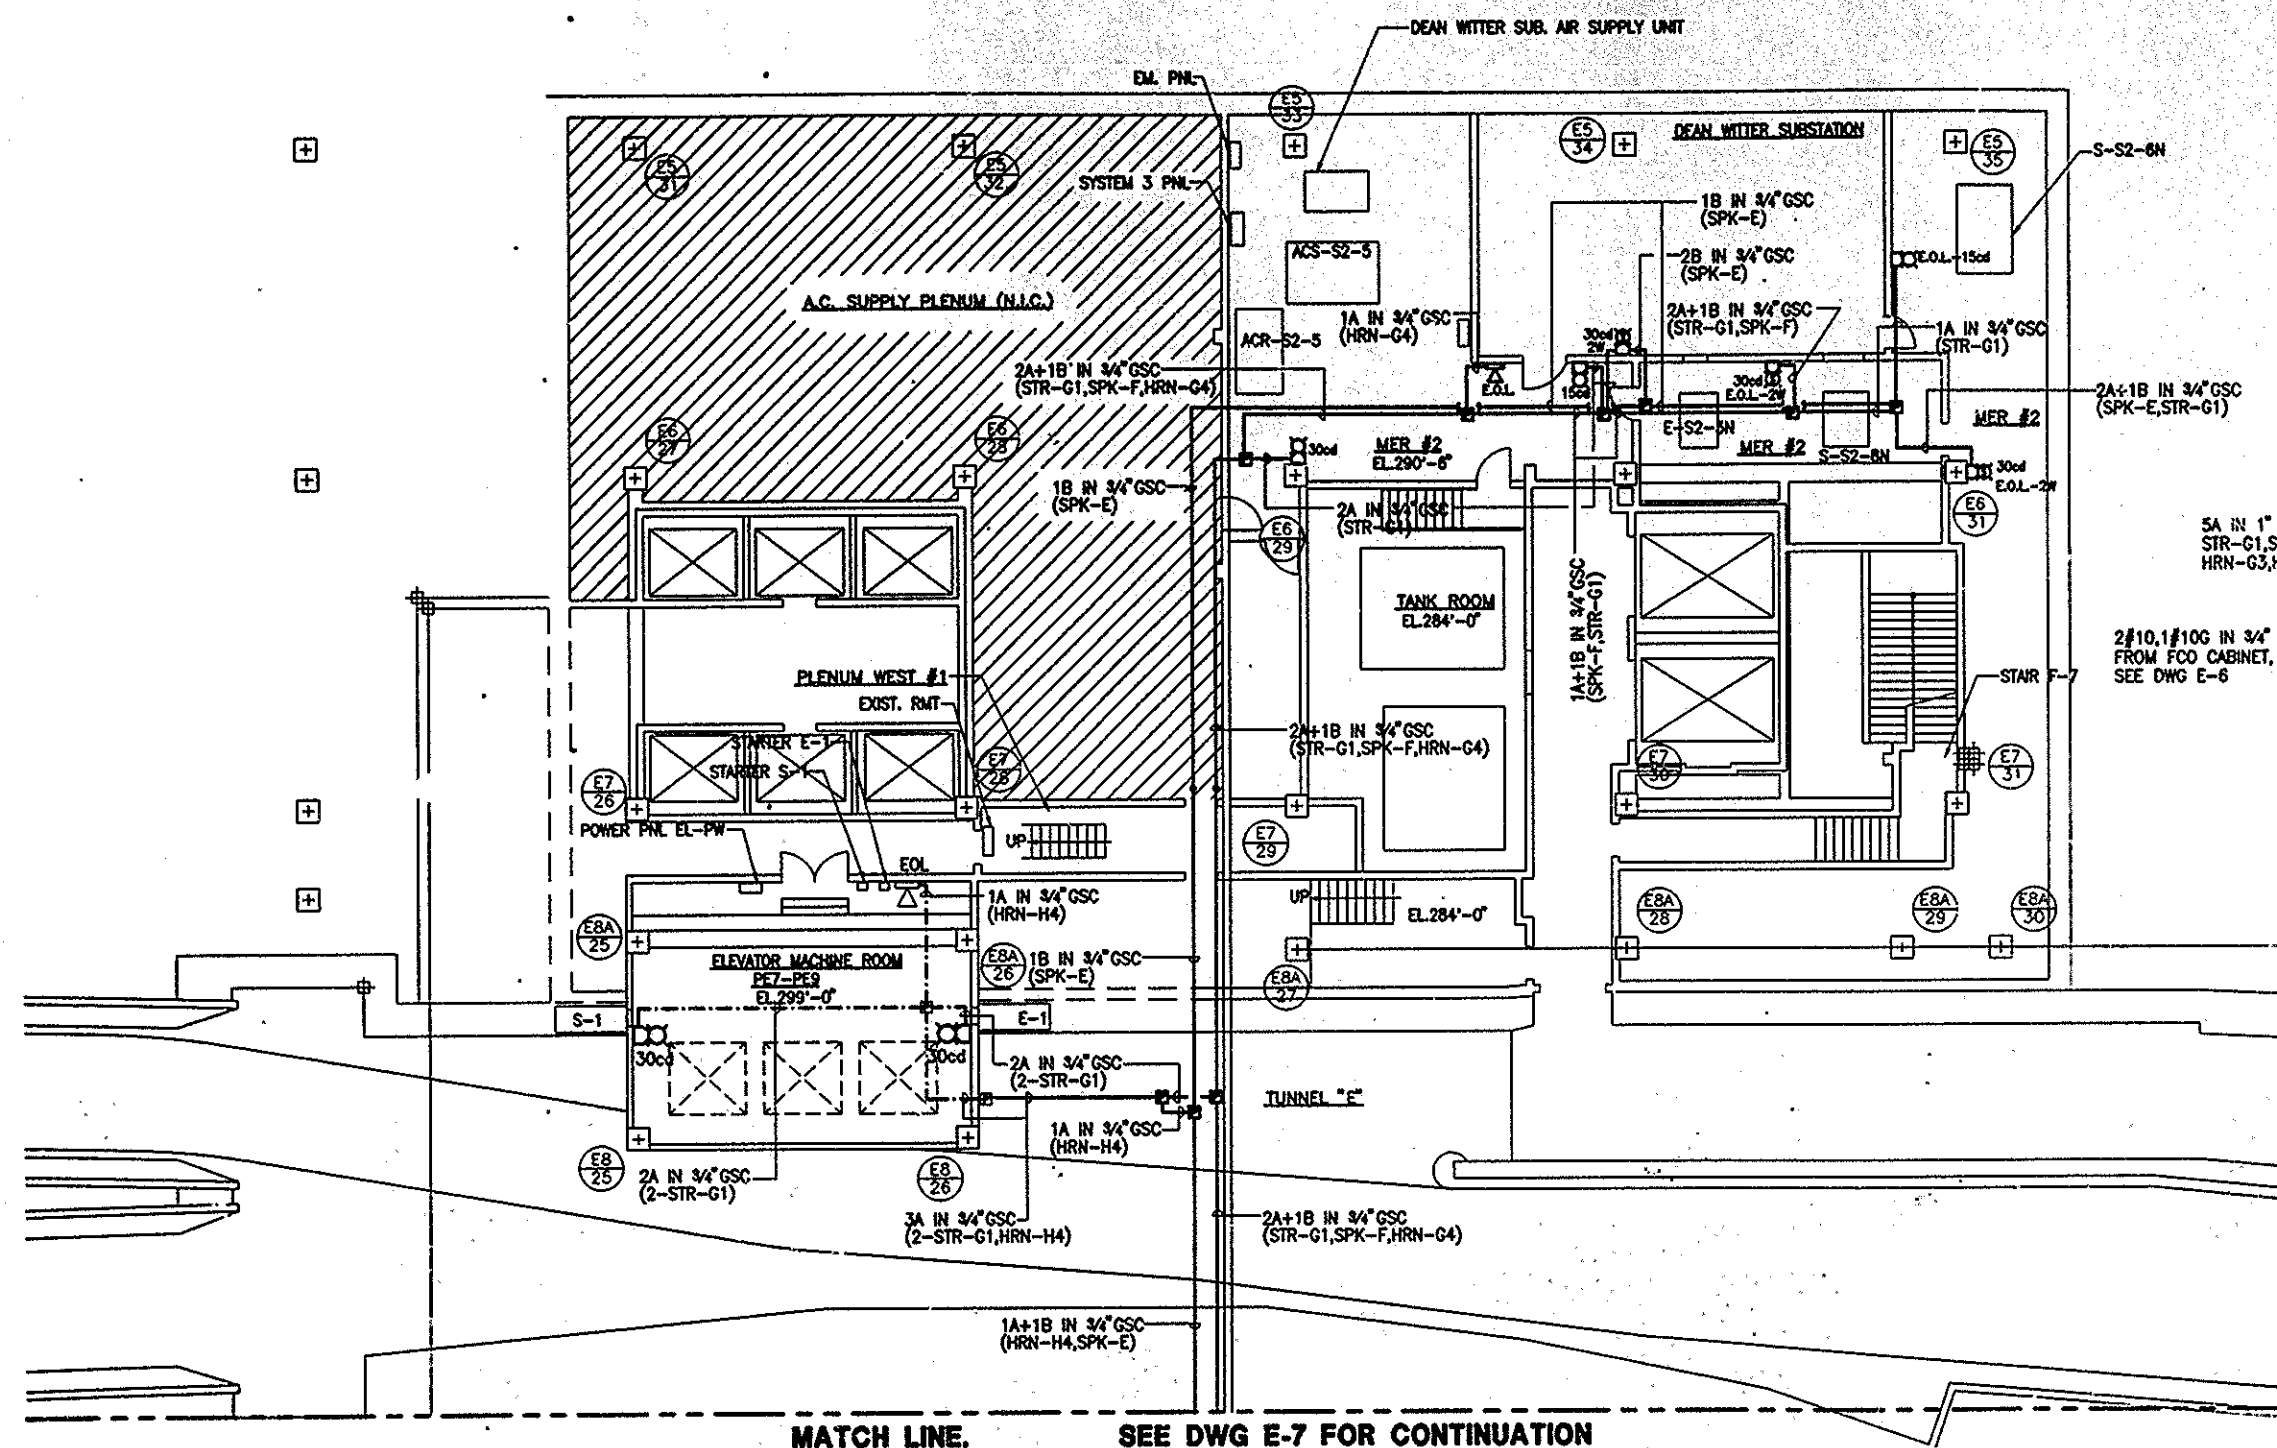 DEAN WITTER SUB. AIR SUPPLY UNIT
EM. PNL
E5
33
E5
34
DEAN WITTER SUBSTATION
E5
35
S-S2-6N
E5
31
E5
32
SYSTEM 3 PNL
1B IN 3/4"GSC
(SPK-E)
2B IN 3/4"GSC
(SPK-E)
ACS-S2-5
E.O.L.-15cd
A.C. SUPPLY PLENUM (N.I.C.)
1A IN 3/4"GSC
(HRN-G4)
2A+1B IN 3/4"GSC
(STR-G1,SPK-F)
1A IN 3/4"GSC
(STR-G1)
ACR-S2-5
30cd
2W
2A+1B IN 3/4"GSC
(STR-G1,SPK-F,HRN-G4)
E.O.L
15cd
30cd
E.O.L-2W
2A+1B IN 3/4"GSC
(SPK-E,STR-G1)
E6
27
E6
28
30cd
MER #2
EL.290'-6"
E-S2-5N
MER #2
S-S2-6N
MER #2
30cd
E.O.L.-2W
1B IN 3/4"GSC
(SPK-E)
2A IN 3/4"GSC
(STR-G1)
E6
29
E6
31
5A IN 1"
STR-G1,S
HRN-G3,H
1A+1B IN 3/4"GSC
(SPK-F,STR-G1)
TANK ROOM
EL.284'-0"
2#10,1#10G IN 3/4"
FROM FCO CABINET,
SEE DWG E-6
STAIR F-7
PLENUM WEST #1
EXIST. RMT
STARTER E-1
STARTER S-1
2A+1B IN 3/4"GSC
(STR-G1,SPK-F,HRN-G4)
E7
26
E7
28
E7
30
E7
31
POWER PNL EL-PW
UP
E7
29
EOL
1A IN 3/4"GSC
(HRN-H4)
UP
EL.284'-0"
E8A
28
E8A
29
E8A
30
E8A
25
ELEVATOR MACHINE ROOM
PE7-PE9
EL.299'-0"
E8A
26
1B IN 3/4"GSC
(SPK-E)
E8A
27
S-1
E-1
30cd
30cd
2A IN 3/4"GSC
(2-STR-G1)
TUNNEL "E"
1A IN 3/4"GSC
(HRN-H4)
E8
25
2A IN 3/4"GSC
(2-STR-G1)
E8
26
3A IN 3/4"GSC
(2-STR-G1,HRN-H4)
2A+1B IN 3/4"GSC
(STR-G1,SPK-F,HRN-G4)
1A+1B IN 3/4"GSC
(HRN-H4,SPK-E)
MATCH LINE. SEE DWG E-7 FOR CONTINUATION